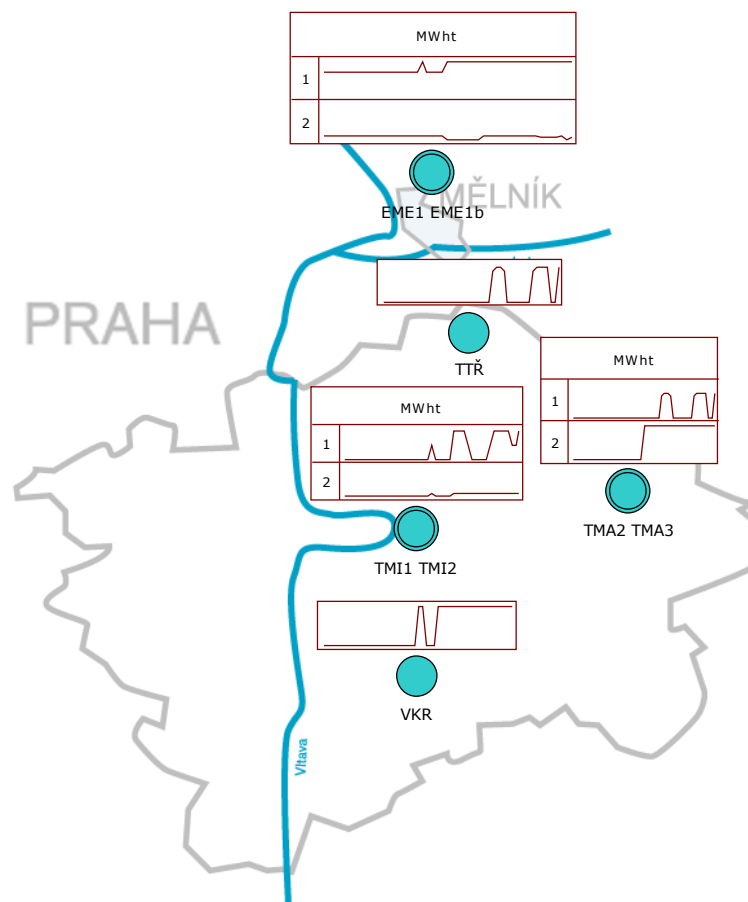 MWht
1
2
MĚLNÍK
EME1 EME1b
PRAHA
TTŘ
MWht
1
2
TMA2 TMA3
MWht
1
2
TMI1 TMI2
VKR
Vltava